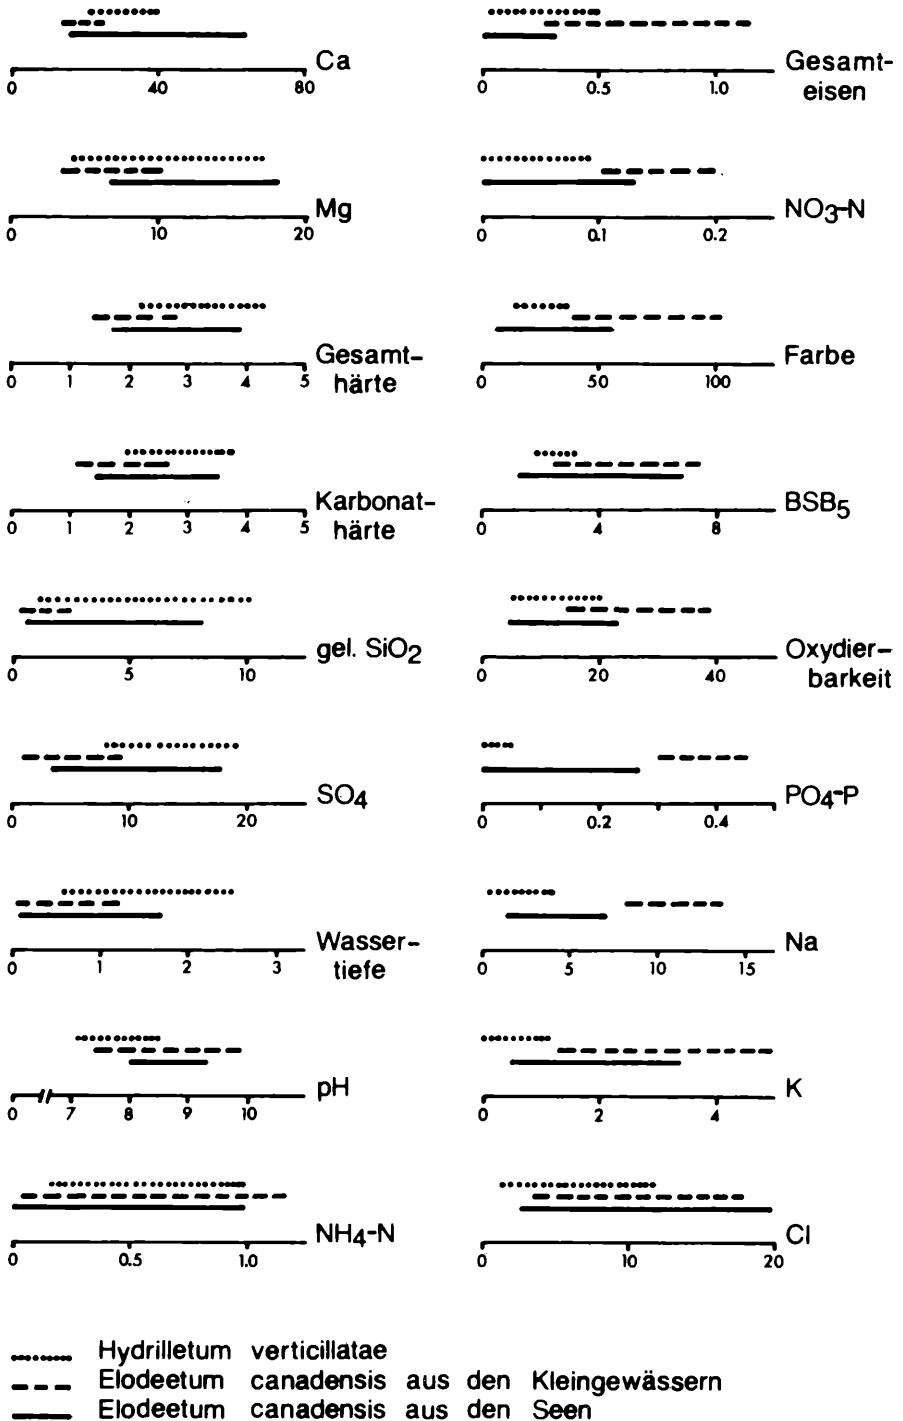 Ca
0 40 80
Gesamt-
eisen
0 0.5 1.0
Mg
0 10 20
NO3-N
0 0.1 0.2
Gesamt-
härte
0 1 2 3 4 5
Farbe
0 50 100
Karbonat-
härte
0 1 2 3 4 5
BSB5
0 4 8
gel. SiO2
0 5 10
Oxydier-
barkeit
0 20 40
SO4
0 10 20
PO4-P
0 0.2 0.4
Wasser-
tiefe
0 1 2 3
Na
0 5 10 15
pH
0 7 8 9 10
K
0 2 4
NH4-N
0 0.5 1.0
Cl
0 10 20
Hydrilletum verticillatae
Elodeetum canadensis aus den Kleingewässern
Elodeetum canadensis aus den Seen